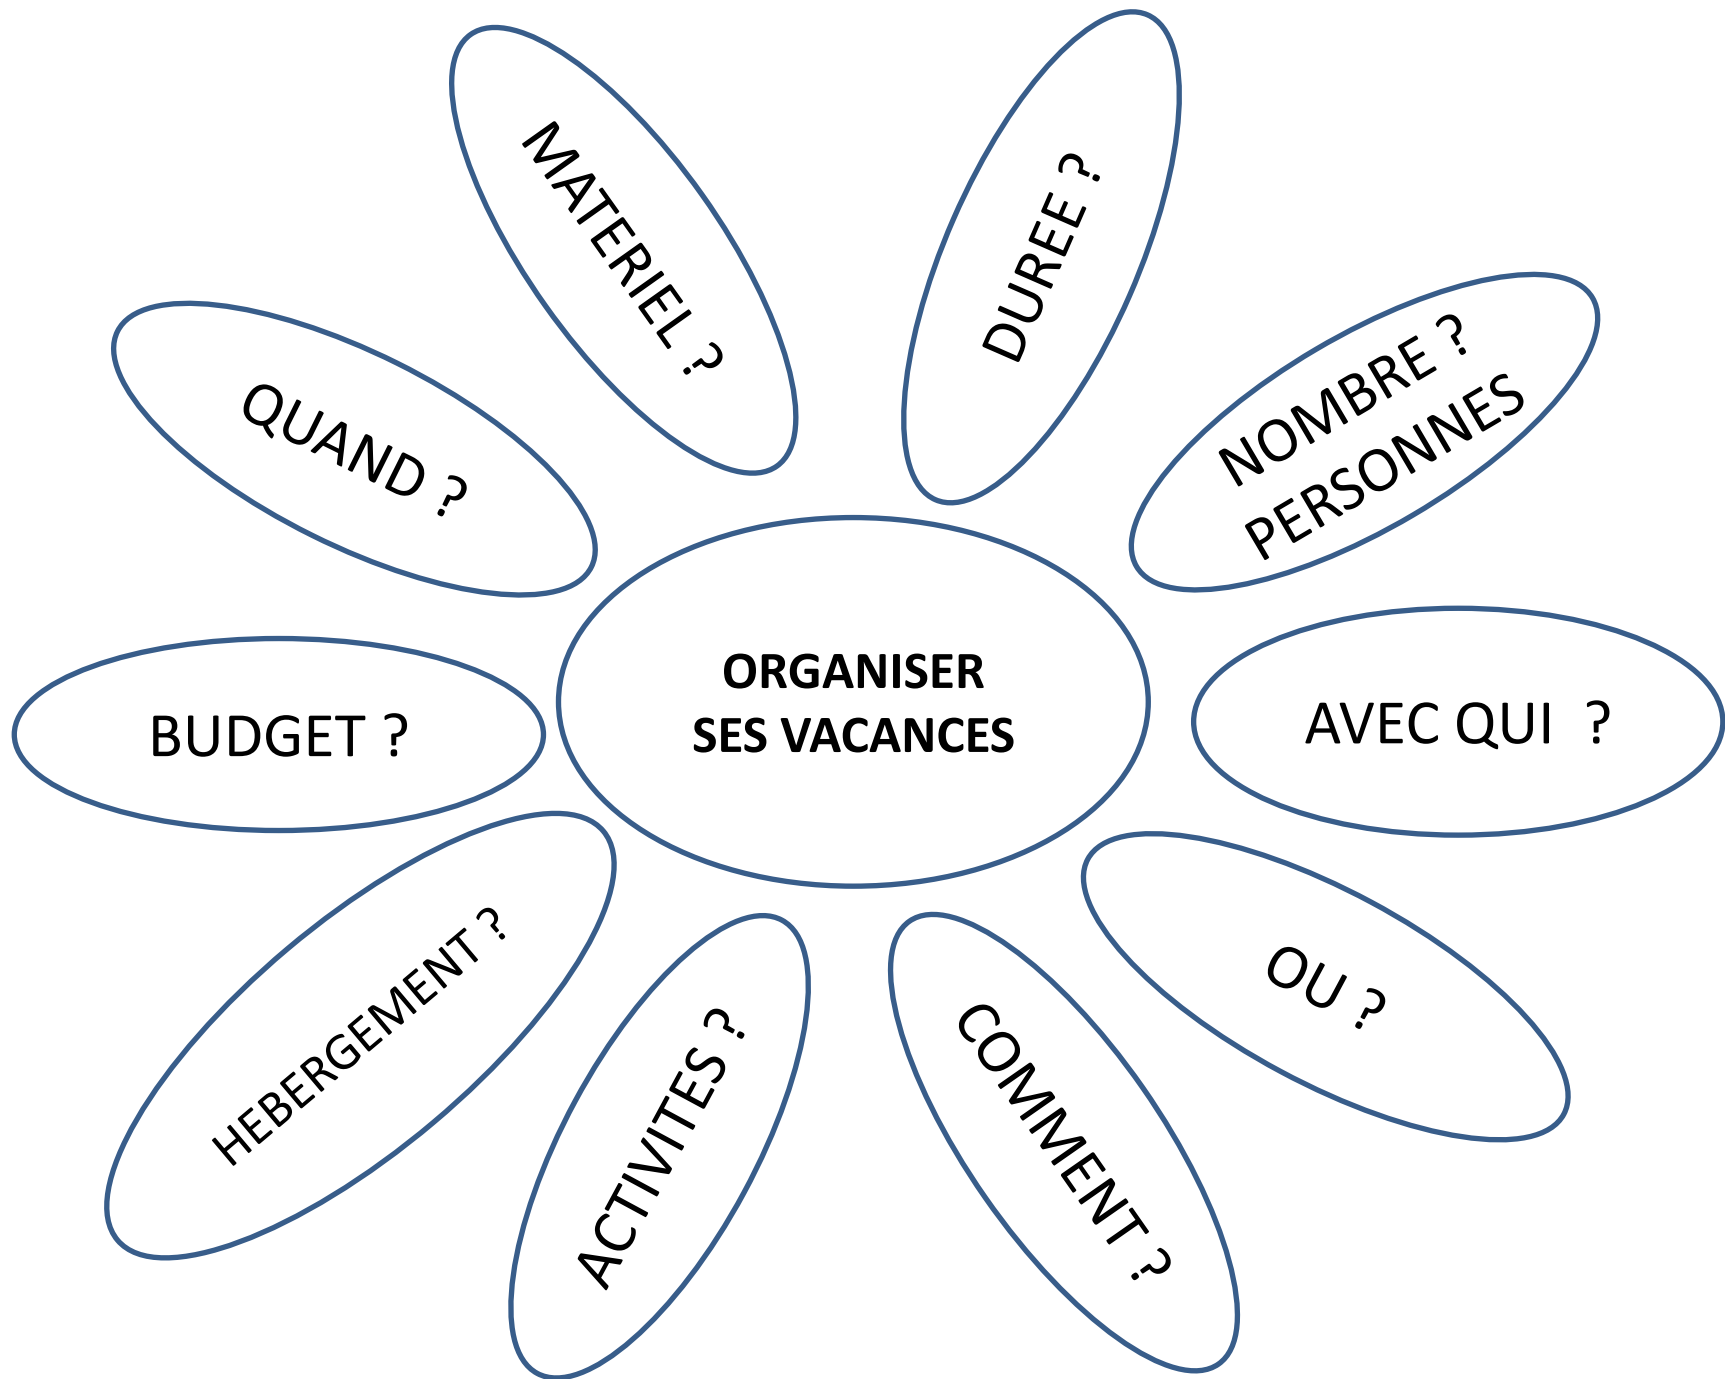 MATERIEL ?
DUREE ?
QUAND ?
NOMBRE ?
PERSONNES
ORGANISER
SES VACANCES
BUDGET ?
AVEC QUI ?
HEBERGEMENT ?
OU ?
ACTIVITES ?
COMMENT ?